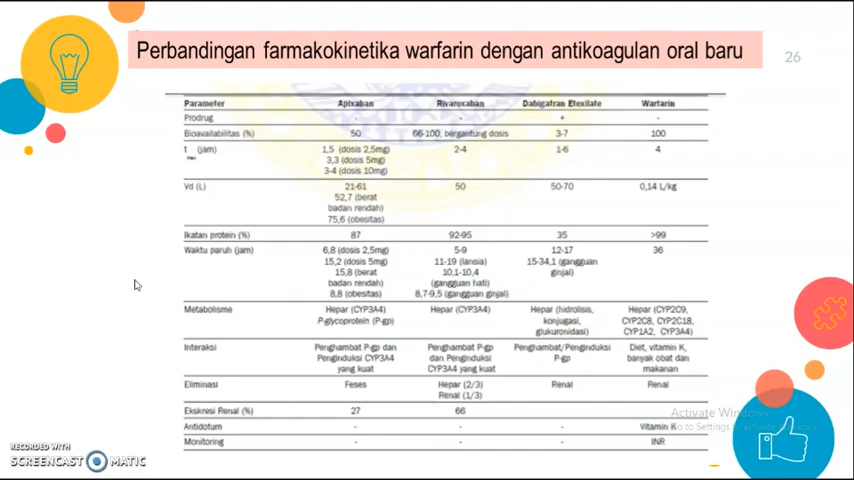 Perbandingan farmakokinetika warfarin dengan antikoagulan oral baru
26
Parameter Apixaban Rivaroxaban Dabigatran Etexilate Warfarin
Prodrug - - + -
Bioavailabilitas (%) 50 66-100, bergantung dosis 3-7 100
t max (jam) 1,5 (dosis 2,5mg) 2-4 1-6 4
3,3 (dosis 5mg)
3-4 (dosis 10mg)
Vd (L) 21-61 50 50-70 0,14 L/kg
52,7 (berat
badan rendah)
75,6 (obesitas)
Ikatan protein (%) 87 92-95 35 >99
Waktu paruh (jam) 6,8 (dosis 2,5mg) 5-9 12-17 36
15,2 (dosis 5mg) 11-19 (lansia) 15-34,1 (gangguan
15,8 (berat 10,1-10,4 ginjal)
badan rendah) (gangguan hati)
8,8 (obesitas) 8,7-9,5 (gangguan ginjal)
Metabolisme Hepar (CYP3A4) Hepar (CYP3A4) Hepar (hidrolisis, Hepar (CYP2C9,
P-glycoprotein (P-gp) konjugasi, CYP2C8, CYP2C18,
glukuronidasi) CYP1A2, CYP3A4)
Interaksi Penghambat P-gp dan Penghambat P-gp Penghambat/Penginduksi Diet, vitamin K,
Penginduksi CYP3A4 dan Penginduksi P-gp banyak obat dan
yang kuat CYP3A4 yang kuat makanan
Eliminasi Feses Hepar (2/3) Renal Renal
Renal (1/3)
Ekskresi Renal (%) 27 66
Antidotum - - - Vitamin K
Monitoring - - - INR
Activate Windows
Go to Settings to activate Windows.
RECORDED WITH
SCREENCAST MATIC